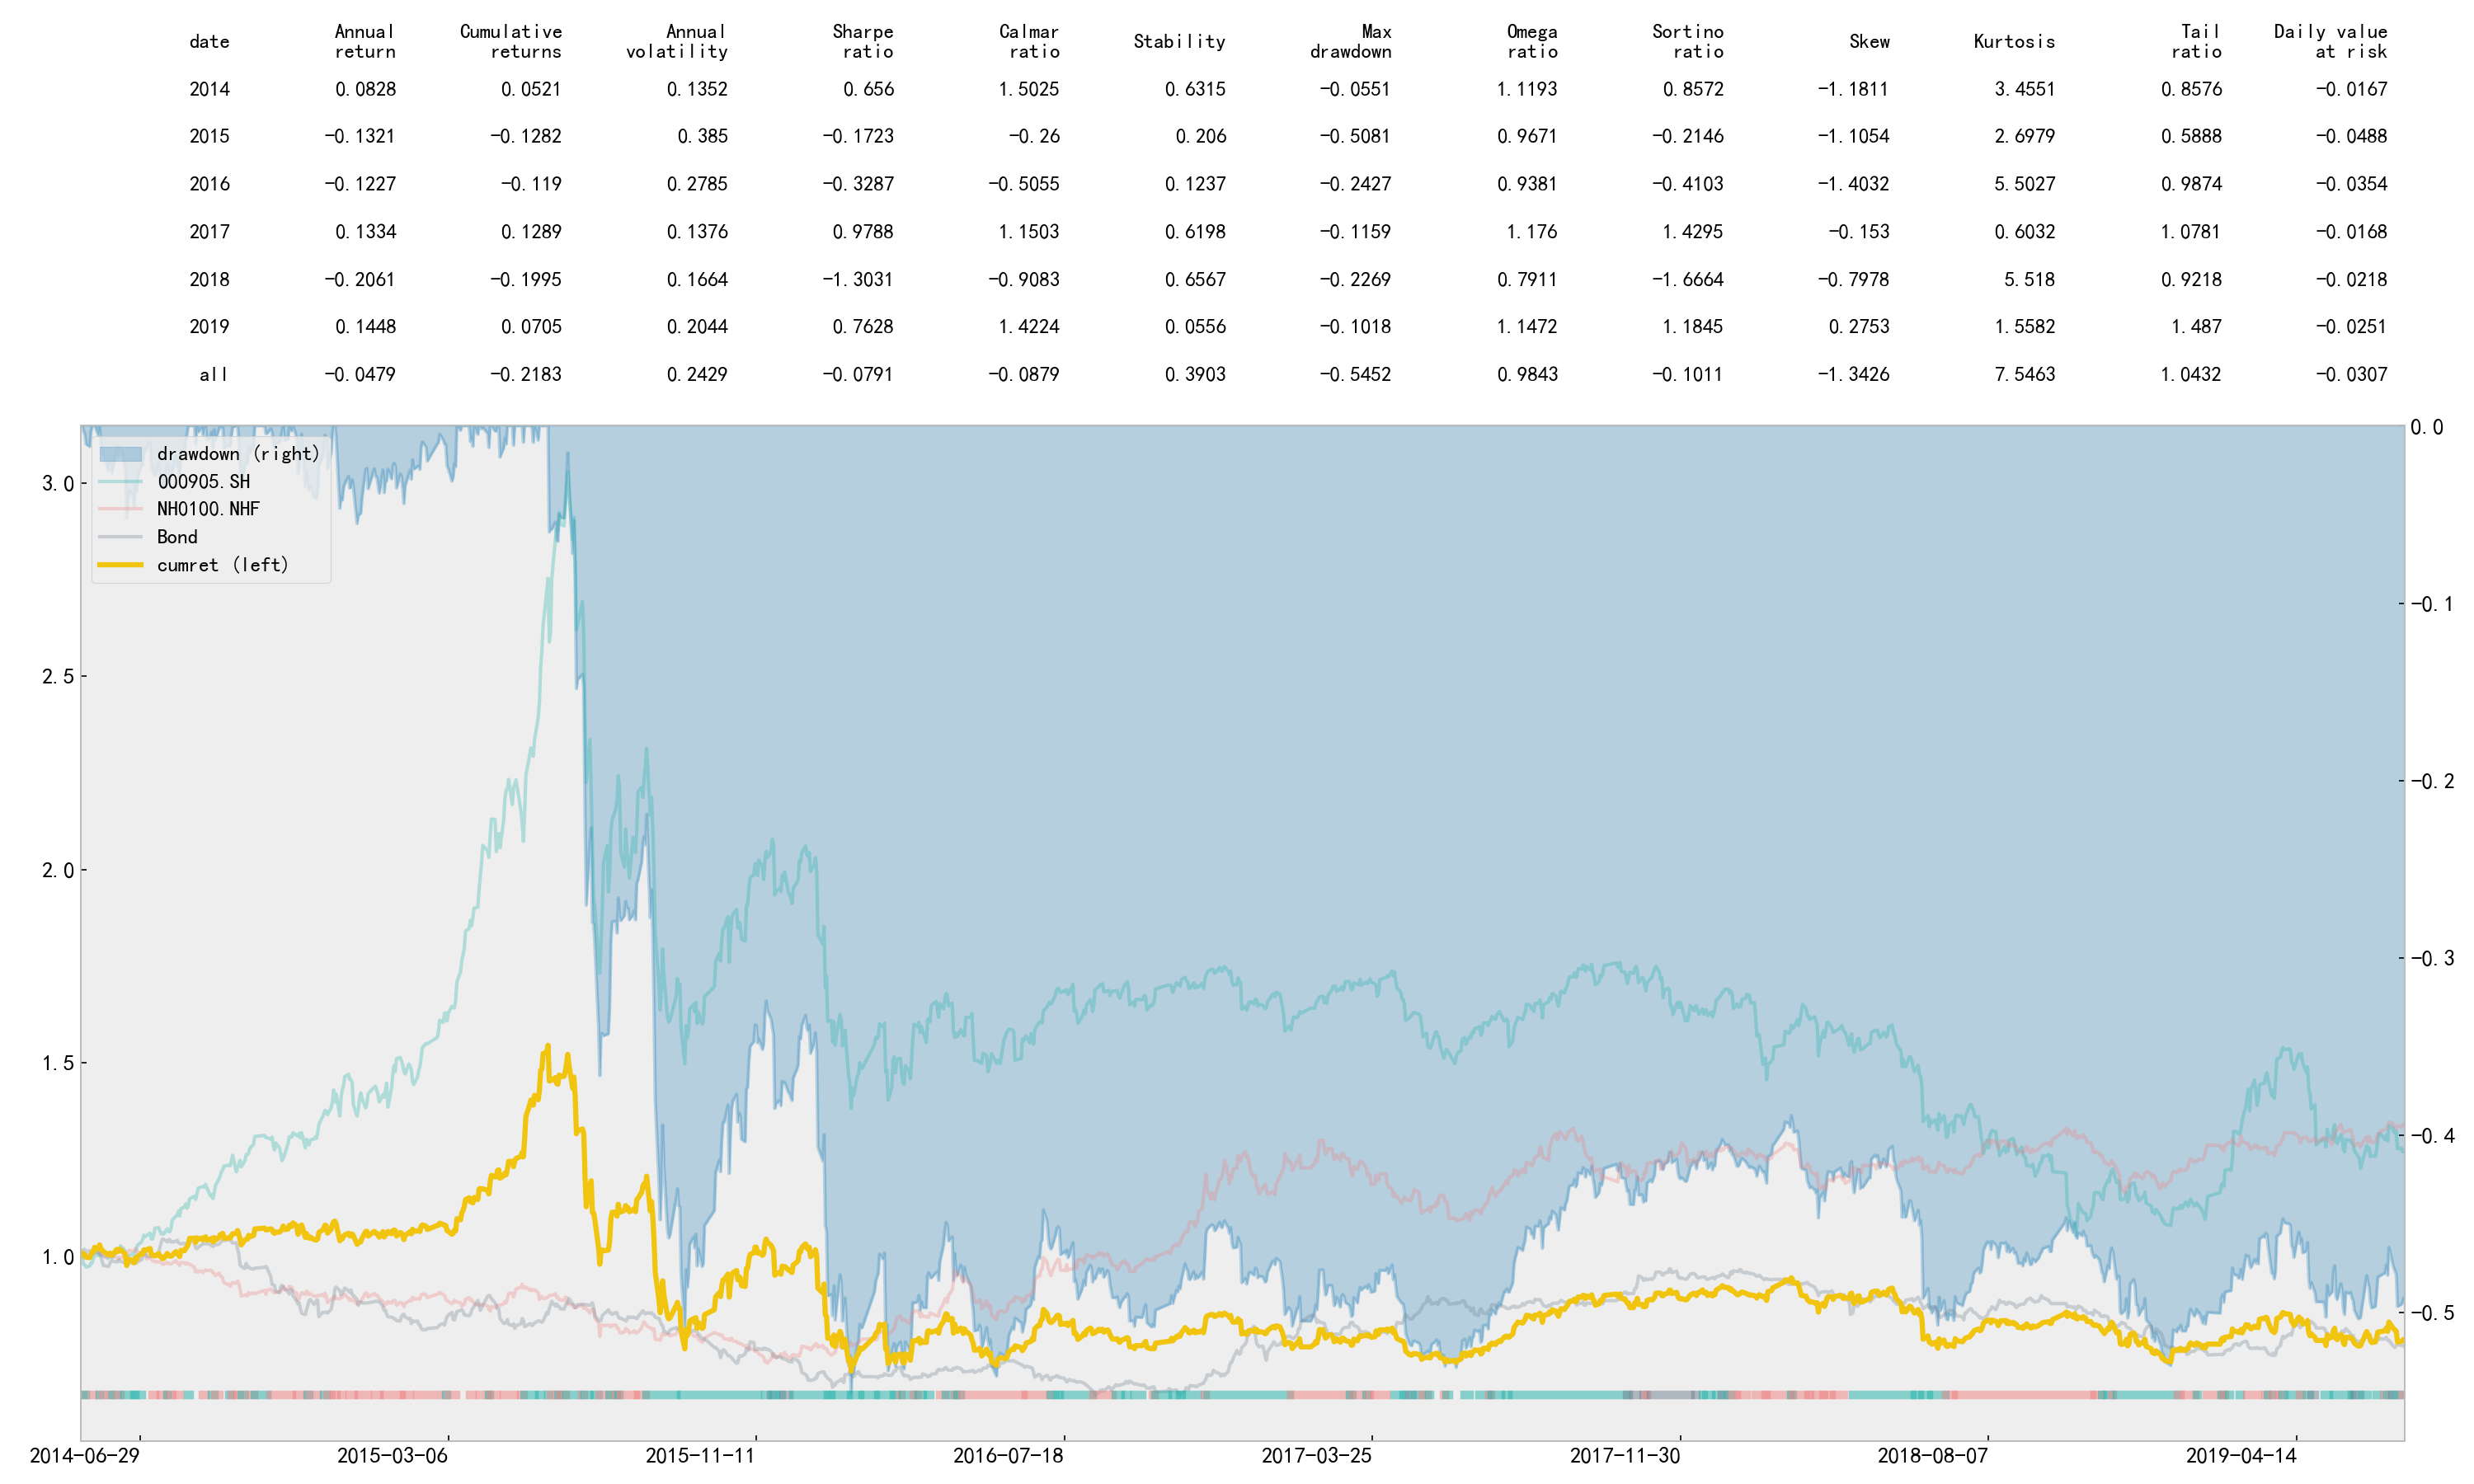 date Annual return Cumulative returns Annual volatility Sharpe ratio Calmar ratio Stability Max drawdown Omega ratio Sortino ratio Skew Kurtosis Tail ratio Daily value at risk
2014 0.0828 0.0521 0.1352 0.656 1.5025 0.6315 -0.0551 1.1193 0.8572 -1.1811 3.4551 0.8576 -0.0167
2015 -0.1321 -0.1282 0.385 -0.1723 -0.26 0.206 -0.5081 0.9671 -0.2146 -1.1054 2.6979 0.5888 -0.0488
2016 -0.1227 -0.119 0.2785 -0.3287 -0.5055 0.1237 -0.2427 0.9381 -0.4103 -1.4032 5.5027 0.9874 -0.0354
2017 0.1334 0.1289 0.1376 0.9788 1.1503 0.6198 -0.1159 1.176 1.4295 -0.153 0.6032 1.0781 -0.0168
2018 -0.2061 -0.1995 0.1664 -1.3031 -0.9083 0.6567 -0.2269 0.7911 -1.6664 -0.7978 5.518 0.9218 -0.0218
2019 0.1448 0.0705 0.2044 0.7628 1.4224 0.0556 -0.1018 1.1472 1.1845 0.2753 1.5582 1.487 -0.0251
all -0.0479 -0.2183 0.2429 -0.0791 -0.0879 0.3903 -0.5452 0.9843 -0.1011 -1.3426 7.5463 1.0432 -0.0307
drawdown (right)
000905.SH
NH0100.NHF
Bond
cumret (left)
3.0
2.5
2.0
1.5
1.0
0.0
-0.1
-0.2
-0.3
-0.4
-0.5
2014-06-29 2015-03-06 2015-11-11 2016-07-18 2017-03-25 2017-11-30 2018-08-07 2019-04-14